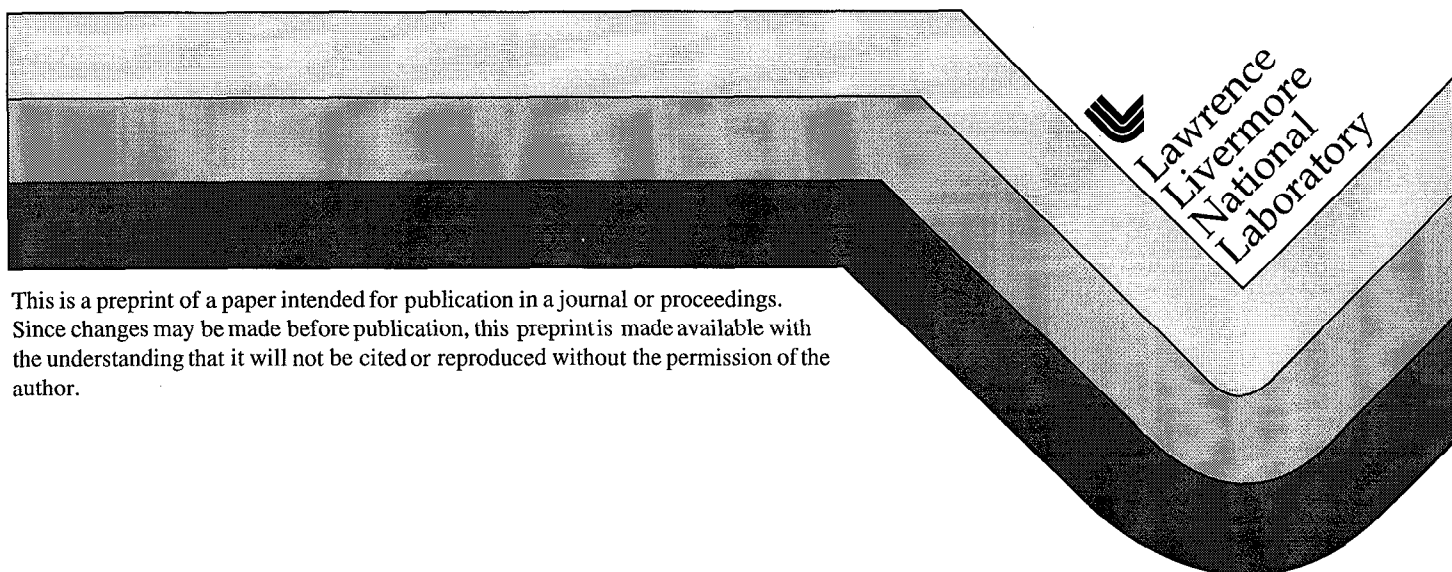 Lawrence
Livermore
National
Laboratory
This is a preprint of a paper intended for publication in a journal or proceedings.
Since changes may be made before publication, this preprint is made available with
the understanding that it will not be cited or reproduced without the permission of the
author.